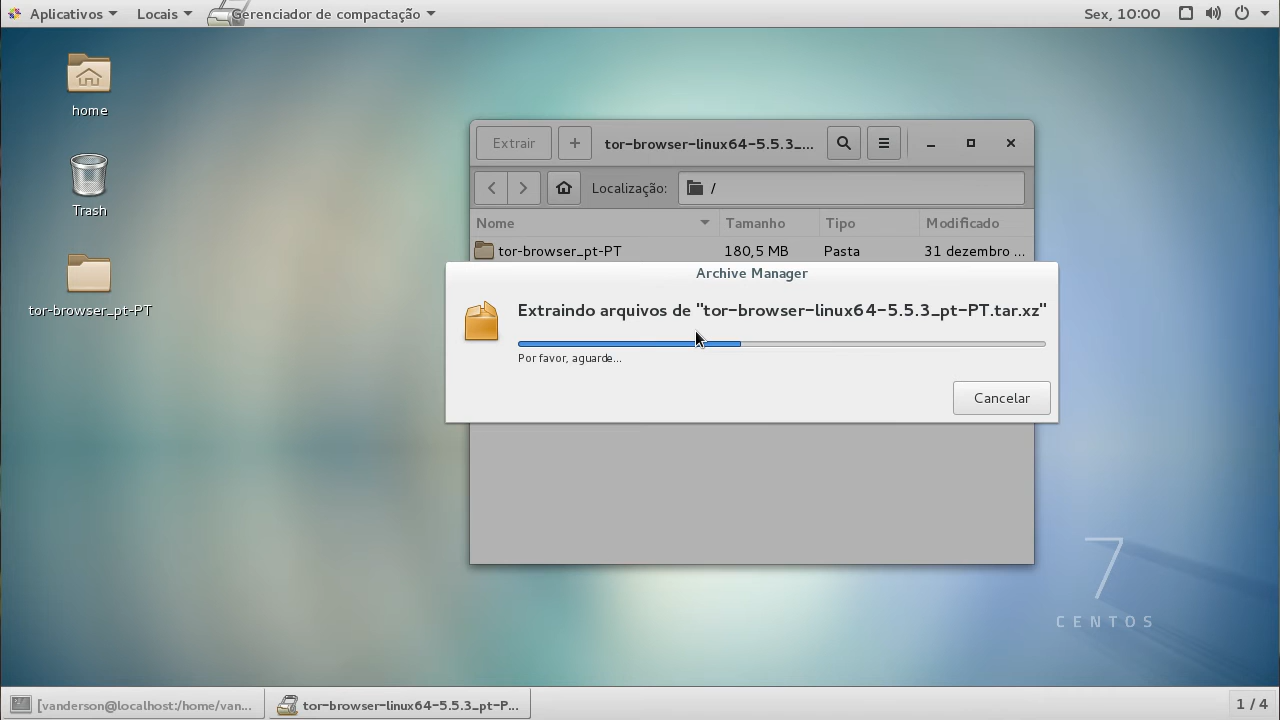 Aplicativos
Locais
Gerenciador de compactação
Sex, 10:00
home
Trash
tor-browser_pt-PT
Extrair
+
tor-browser-linux64-5.5.3_...
Localização:
/
Nome
Tamanho
Tipo
Modificado
tor-browser_pt-PT
180,5 MB
Pasta
31 dezembro ...
Archive Manager
Extraindo arquivos de "tor-browser-linux64-5.5.3_pt-PT.tar.xz"
Por favor, aguarde...
Cancelar
7
CENTOS
[vanderson@localhost:/home/van...
tor-browser-linux64-5.5.3_pt-P...
1 / 4